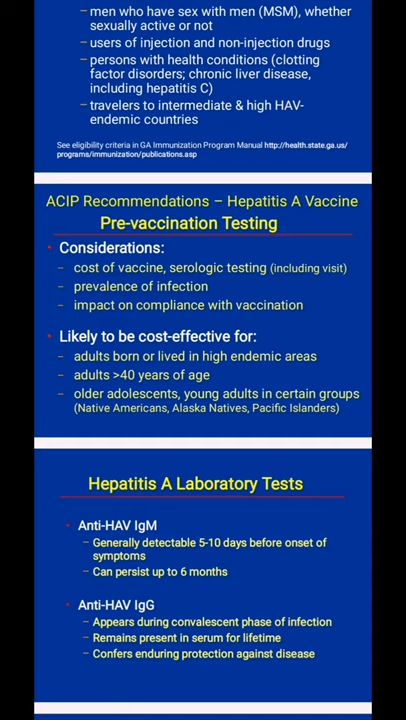 – men who have sex with men (MSM), whether
sexually active or not
– users of injection and non-injection drugs
– persons with health conditions (clotting
factor disorders; chronic liver disease,
including hepatitis C)
– travelers to intermediate & high HAV-
endemic countries
See eligibility criteria in GA Immunization Program Manual http://health.state.ga.us/
programs/immunization/publications.asp
ACIP Recommendations – Hepatitis A Vaccine
Pre-vaccination Testing
• Considerations:
– cost of vaccine, serologic testing (including visit)
– prevalence of infection
– impact on compliance with vaccination
• Likely to be cost-effective for:
– adults born or lived in high endemic areas
– adults >40 years of age
– older adolescents, young adults in certain groups
(Native Americans, Alaska Natives, Pacific Islanders)
Hepatitis A Laboratory Tests
• Anti-HAV IgM
– Generally detectable 5-10 days before onset of
symptoms
– Can persist up to 6 months
• Anti-HAV IgG
– Appears during convalescent phase of infection
– Remains present in serum for lifetime
– Confers enduring protection against disease